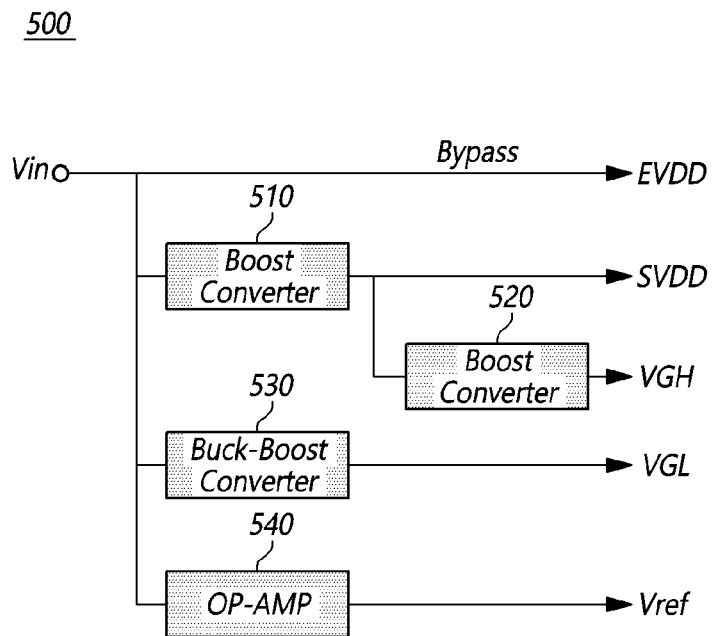 500
Vin
Bypass
EVDD
510
Boost
Converter
SVDD
520
Boost
Converter
VGH
530
Buck-Boost
Converter
VGL
540
OP-AMP
Vref